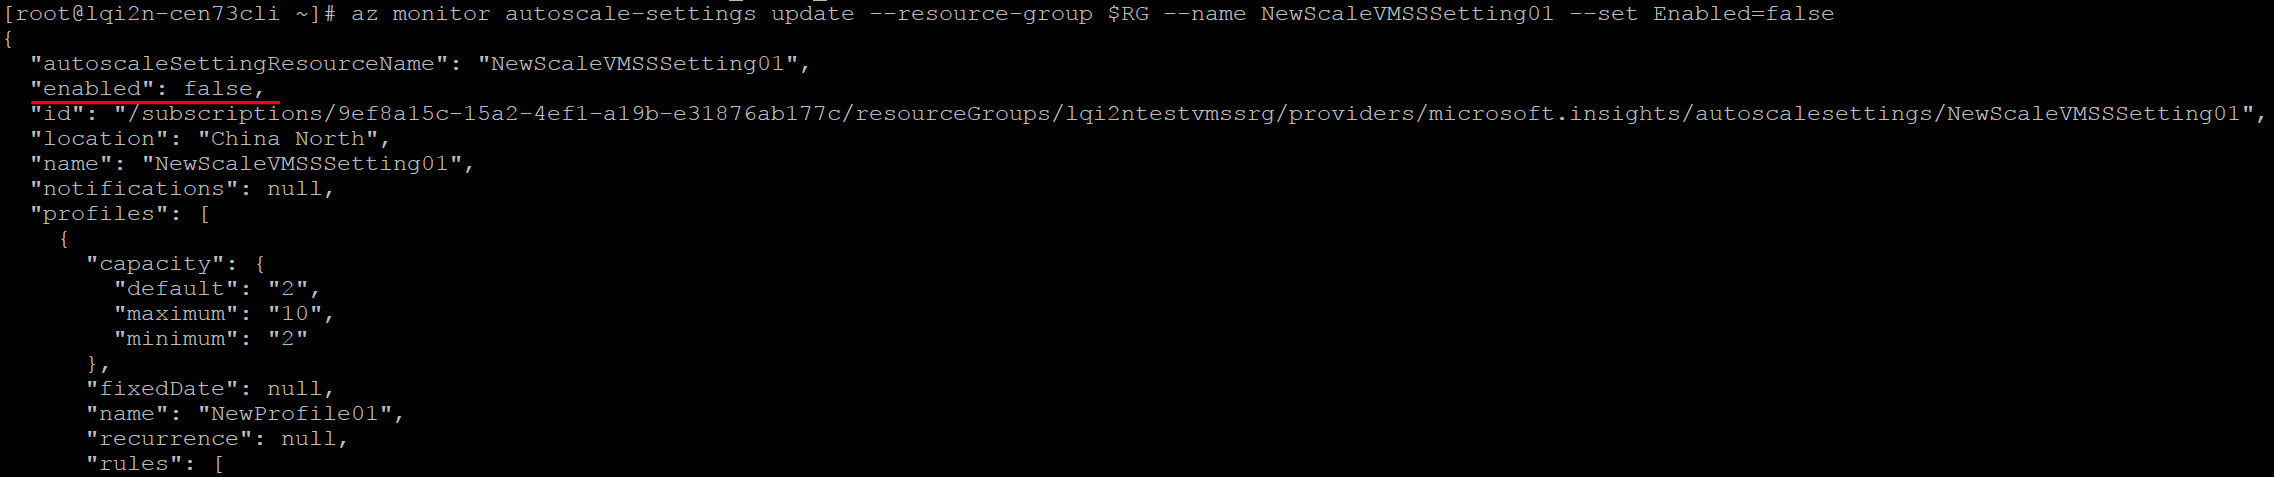 [root@lqi2n-cen73cli ~]# az monitor autoscale-settings update --resource-group $RG --name NewScaleVMSSSetting01 --set Enabled=false
{
  "autoscaleSettingResourceName": "NewScaleVMSSSetting01",
  "enabled": false,
  "id": "/subscriptions/9ef8a15c-15a2-4ef1-a19b-e31876ab177c/resourceGroups/lqi2ntestvmssrg/providers/microsoft.insights/autoscalesettings/NewScaleVMSSSetting01",
  "location": "China North",
  "name": "NewScaleVMSSSetting01",
  "notifications": null,
  "profiles": [
    {
      "capacity": {
        "default": "2",
        "maximum": "10",
        "minimum": "2"
      },
      "fixedDate": null,
      "name": "NewProfile01",
      "recurrence": null,
      "rules": [